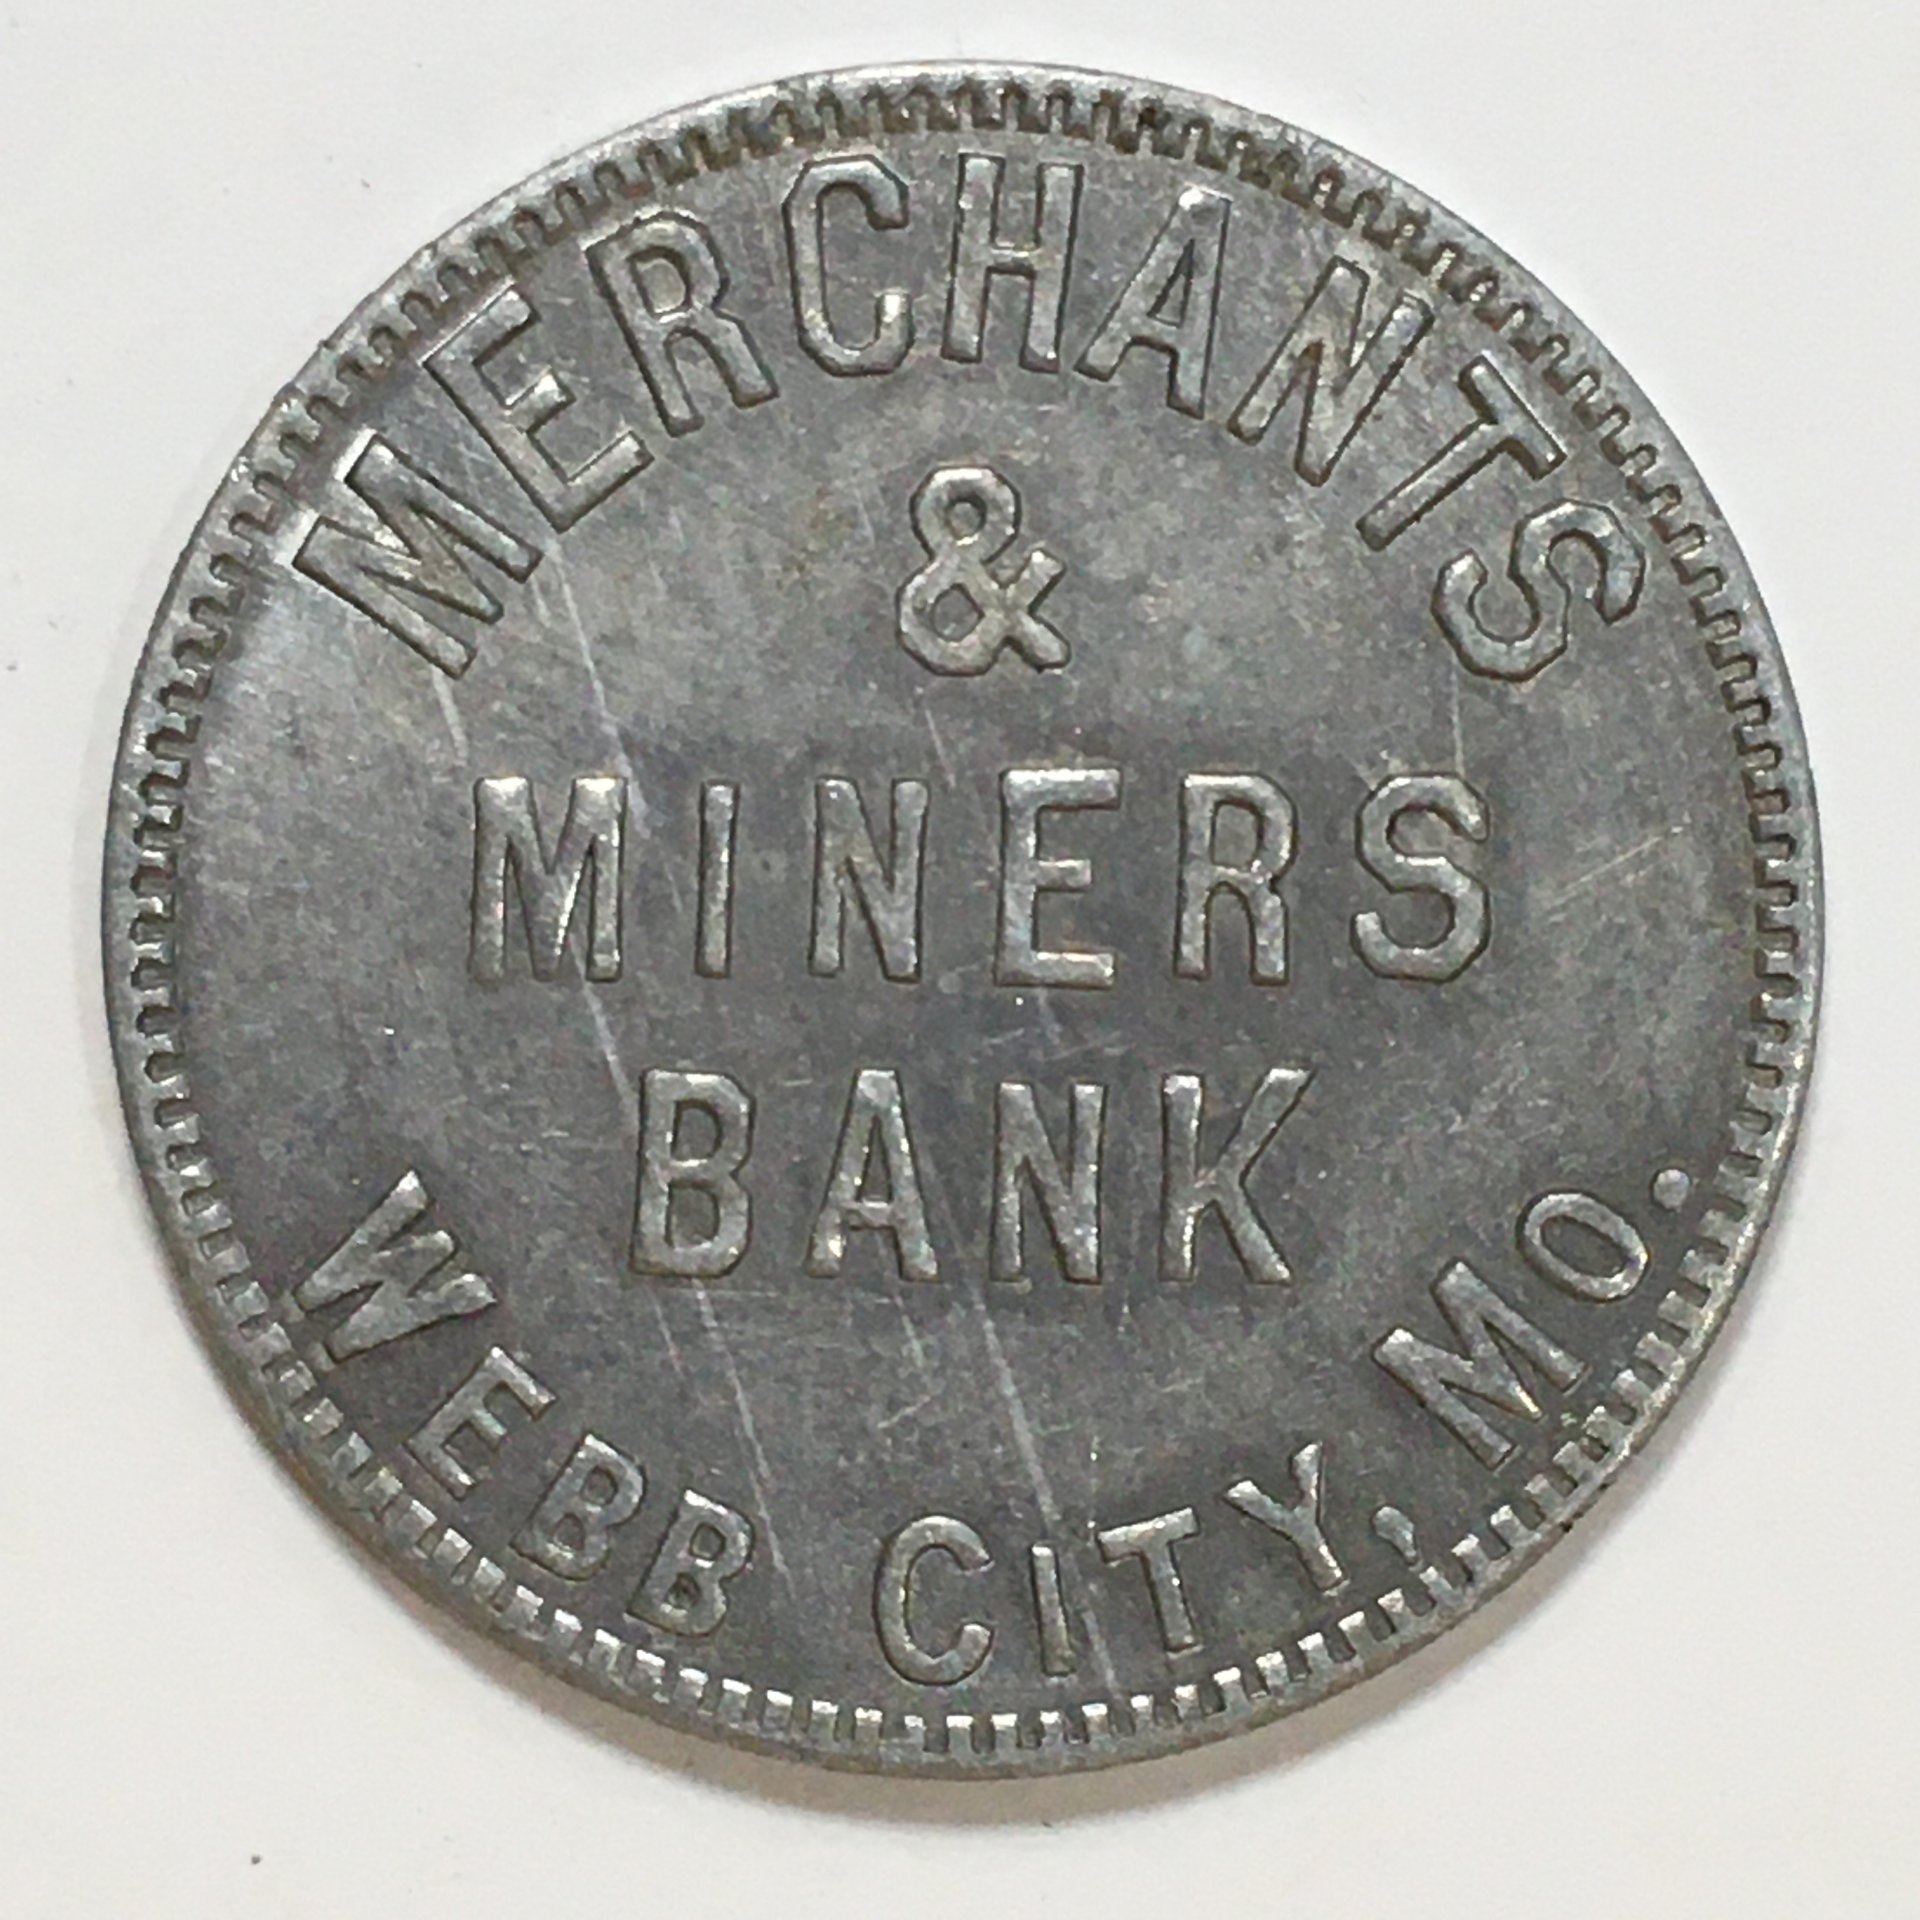 MERCHANTS
&
MINERS
BANK
WEBB CITY, MO.